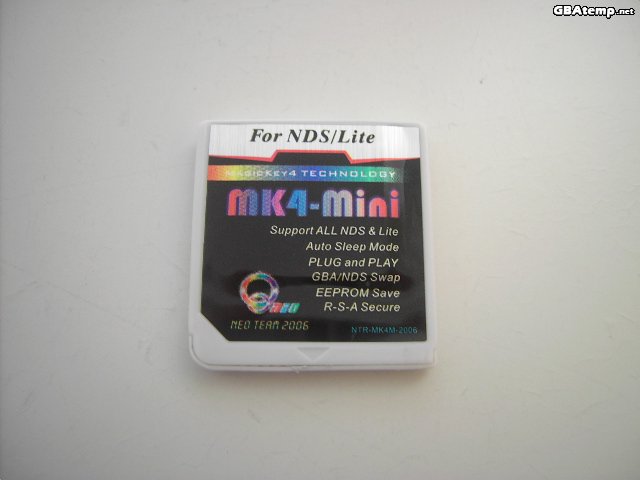 GBAtemp.net
For NDS/Lite
MAGICKEY4 TECHNOLOGY
MK4-Mini
Support ALL NDS & Lite
Auto Sleep Mode
PLUG and PLAY
GBA/NDS Swap
EEPROM Save
R-S-A Secure
NEO TEAM 2006
NTR-MK4M-2006